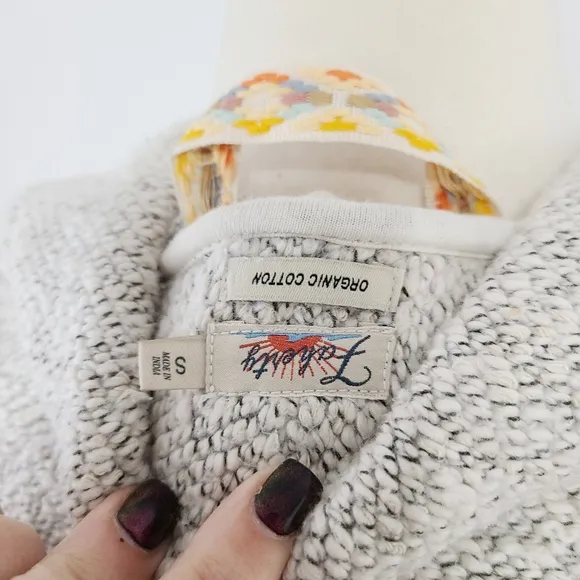 ORGANIC COTTON
Faherty
S
MADE IN
INDIA